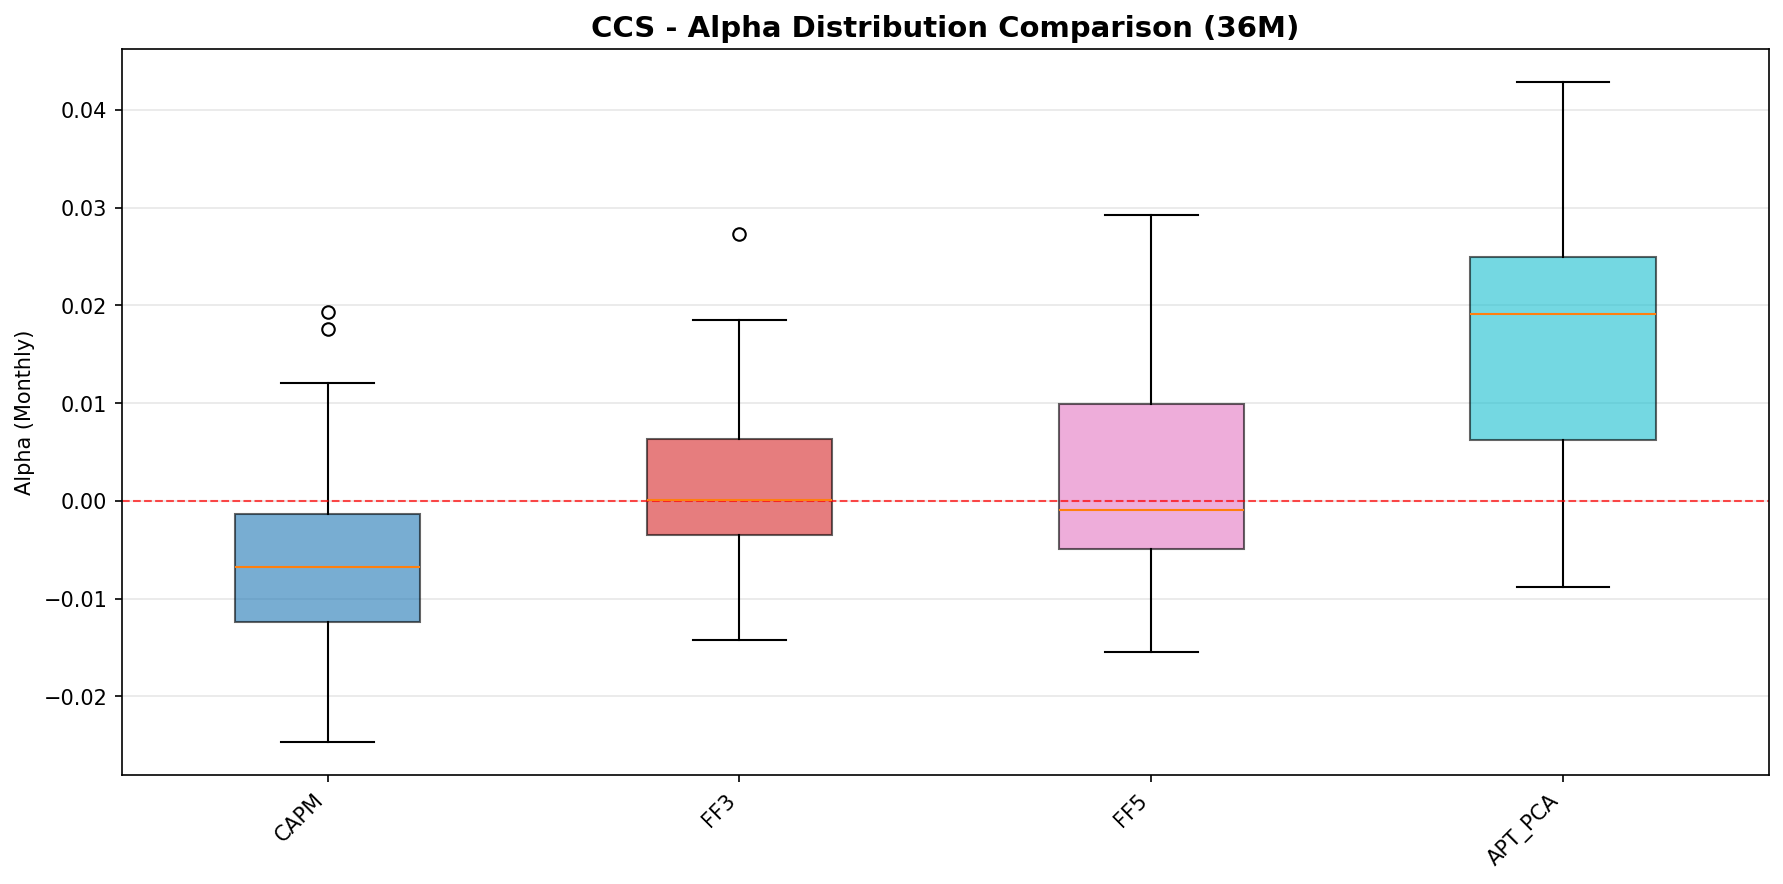 CCS - Alpha Distribution Comparison (36M)
Alpha (Monthly)
0.04
0.03
0.02
0.01
0.00
−0.01
−0.02
CAPM
FF3
FF5
APT_PCA